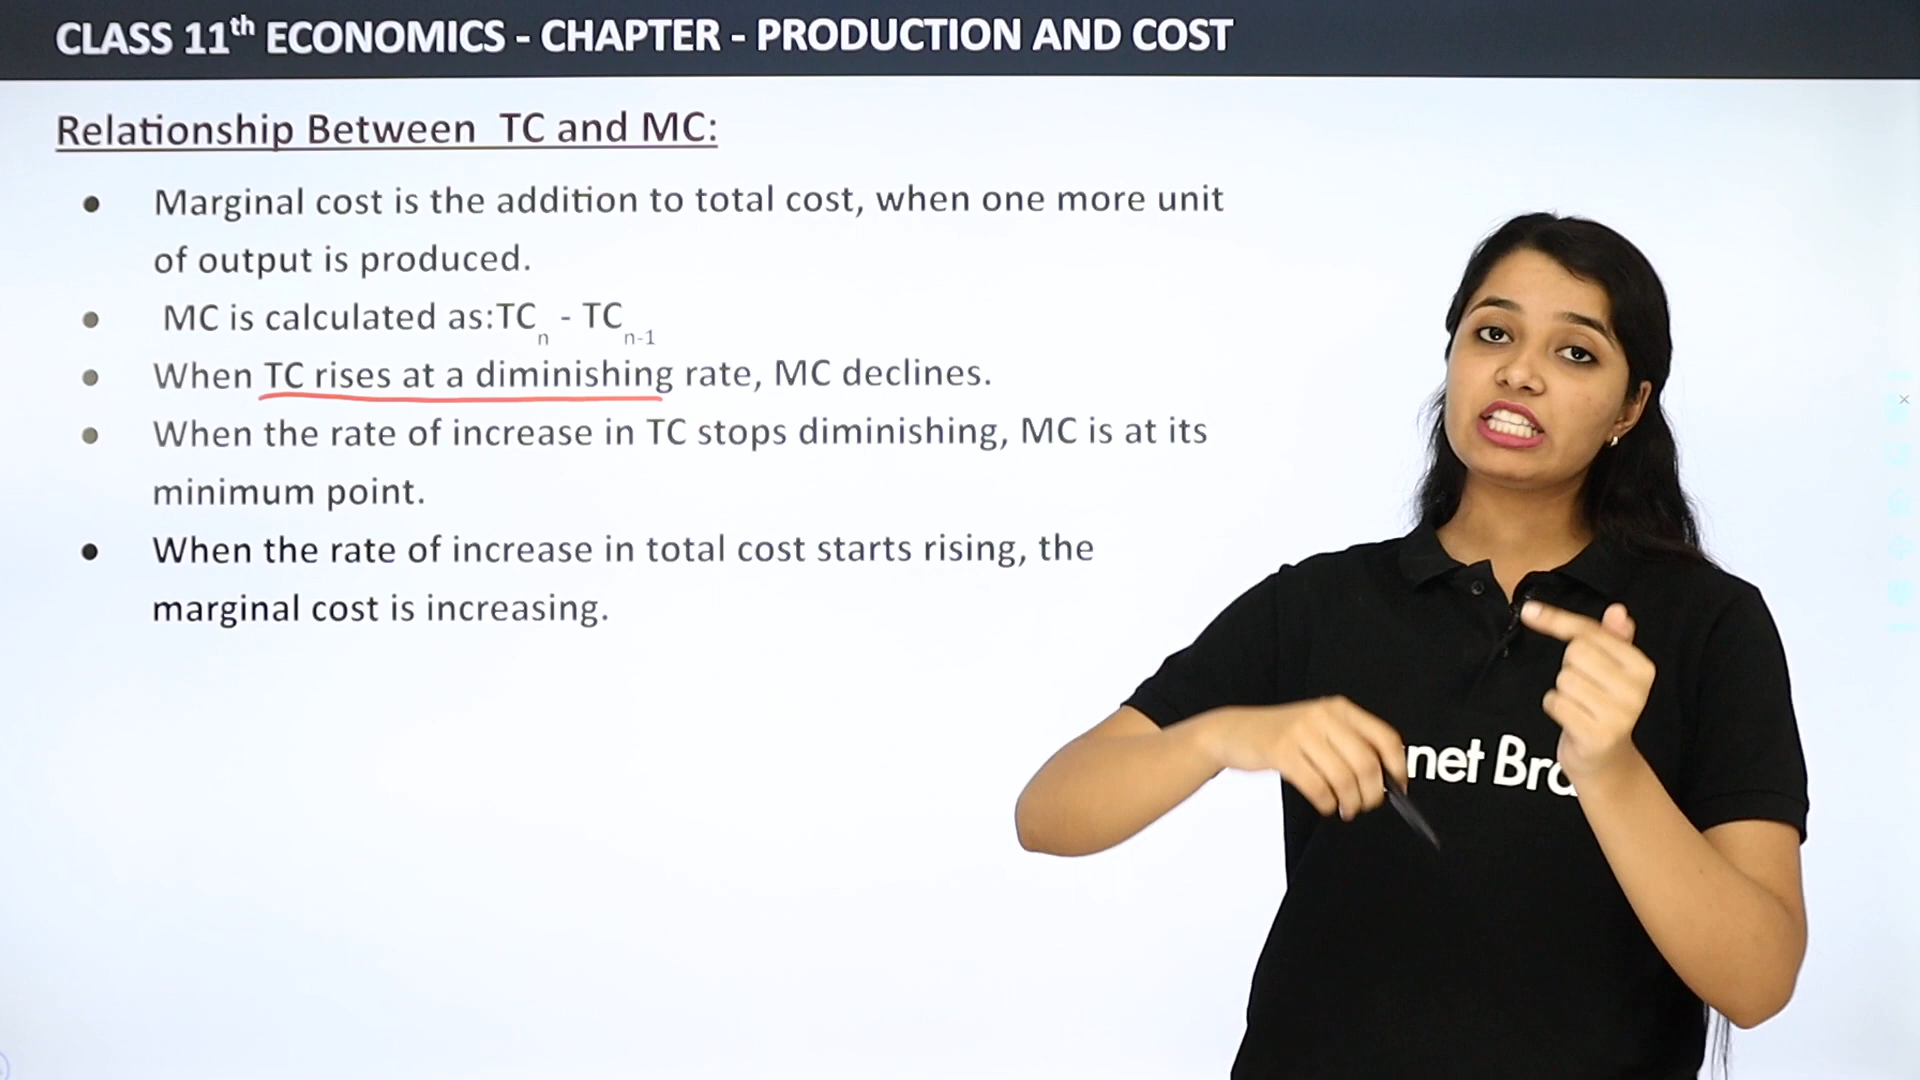 CLASS 11th ECONOMICS - CHAPTER - PRODUCTION AND COST
Relationship Between TC and MC:
● Marginal cost is the addition to total cost, when one more unit
of output is produced.
● MC is calculated as:TCn - TCn-1
● When TC rises at a diminishing rate, MC declines.
● When the rate of increase in TC stops diminishing, MC is at its
minimum point.
● When the rate of increase in total cost starts rising, the
marginal cost is increasing.
net Bra